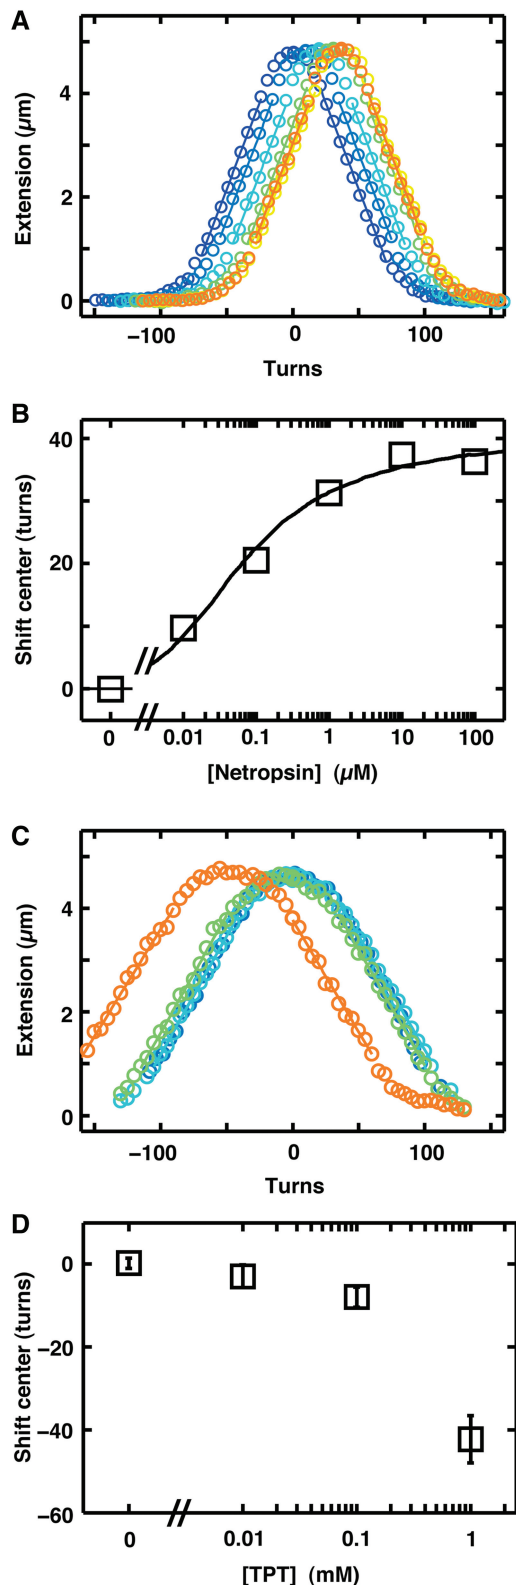 A
Extension (µm)
4
2
0
−100
0
100
Turns
B
Shift center (turns)
40
20
0
0
0.01
0.1
1
10
100
[Netropsin] (µM)
C
Extension (µm)
4
2
0
−100
0
100
Turns
D
Shift center (turns)
0
−20
−40
−60
0
0.01
0.1
1
[TPT] (mM)